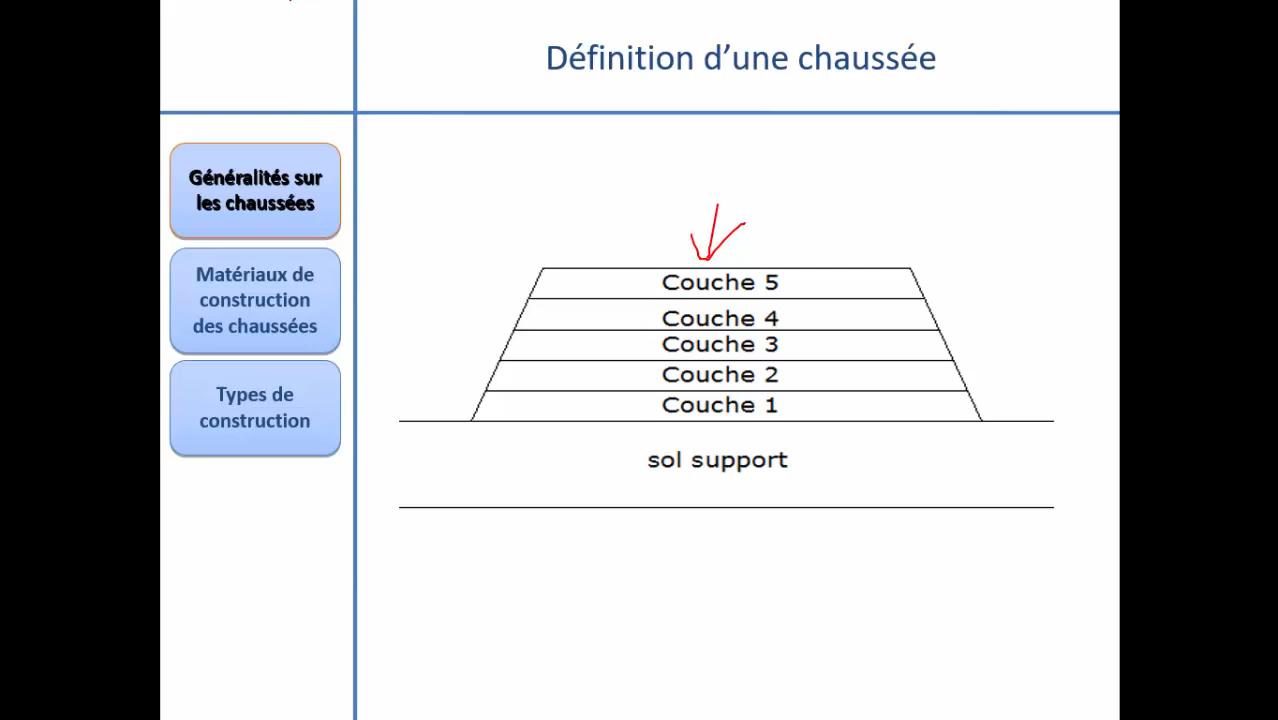 Définition d’une chaussée
Généralités sur
les chaussées
Matériaux de
construction
des chaussées
Types de
construction
Couche 5
Couche 4
Couche 3
Couche 2
Couche 1
sol support